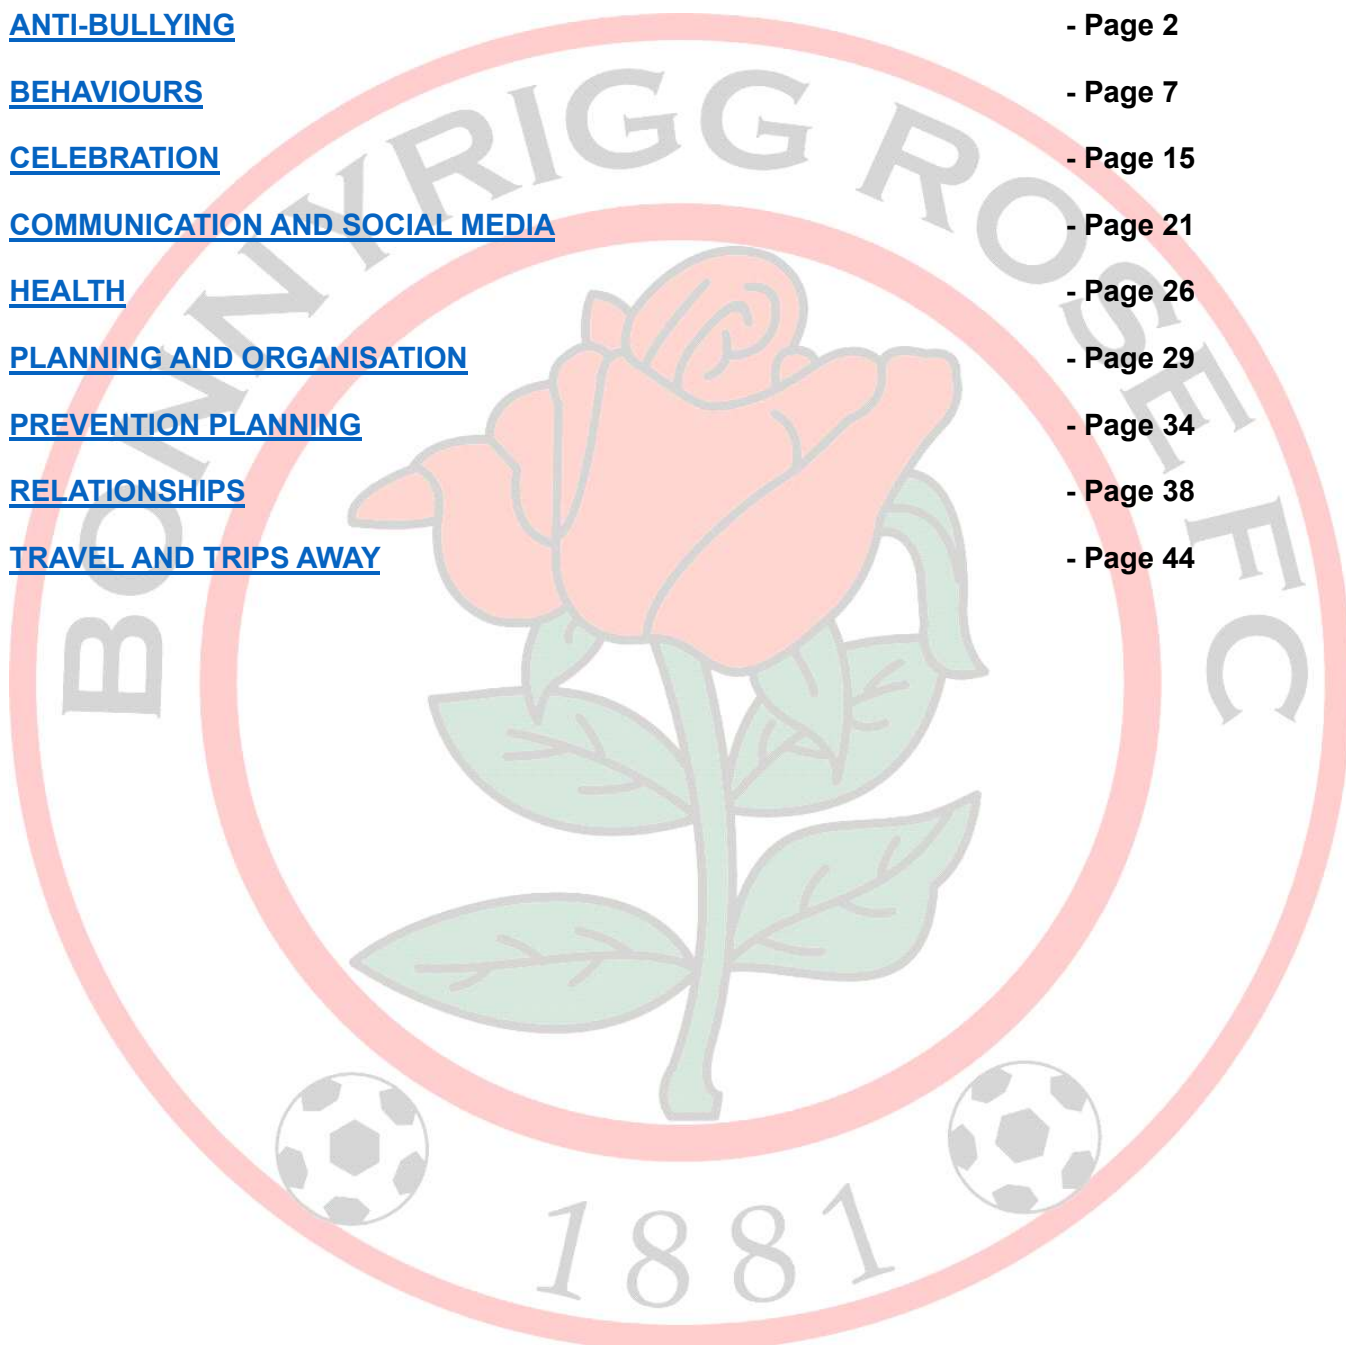 ANTI-BULLYING - Page 2
BEHAVIOURS - Page 7
CELEBRATION - Page 15
COMMUNICATION AND SOCIAL MEDIA - Page 21
HEALTH - Page 26
PLANNING AND ORGANISATION - Page 29
PREVENTION PLANNING - Page 34
RELATIONSHIPS - Page 38
TRAVEL AND TRIPS AWAY - Page 44
BONNYRIGG ROSE FC
1881